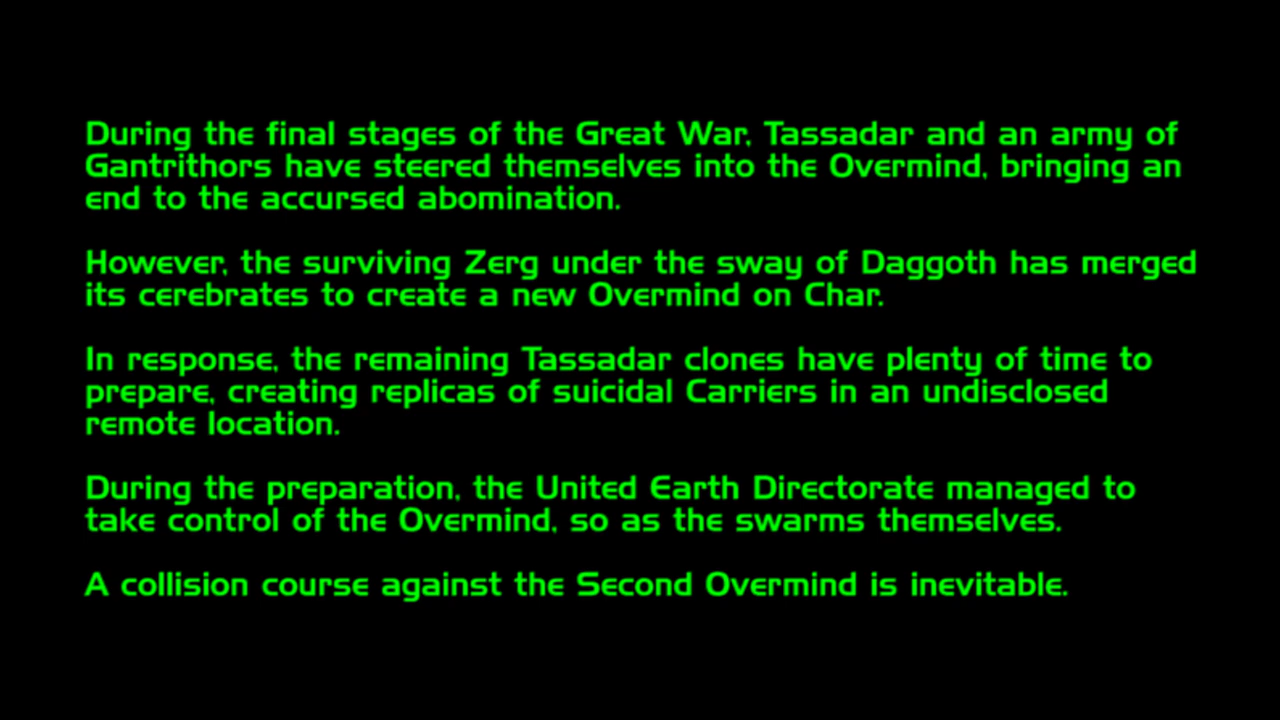 During the final stages of the Great War, Tassadar and an army of
Gantrithors have steered themselves into the Overmind, bringing an
end to the accursed abomination.
However, the surviving Zerg under the sway of Daggoth has merged
its cerebrates to create a new Overmind on Char.
In response, the remaining Tassadar clones have plenty of time to
prepare, creating replicas of suicidal Carriers in an undisclosed
remote location.
During the preparation, the United Earth Directorate managed to
take control of the Overmind, so as the swarms themselves.
A collision course against the Second Overmind is inevitable.